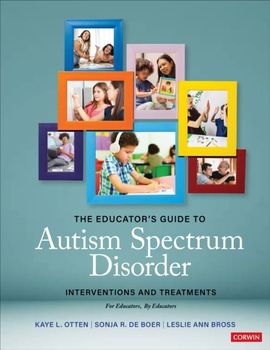 THE EDUCATOR'S GUIDE TO
Autism Spectrum
Disorder
INTERVENTIONS AND TREATMENTS
For Educators, By Educators
KAYE L. OTTEN | SONJA R. DE BOER | LESLIE ANN BROSS
CORWIN